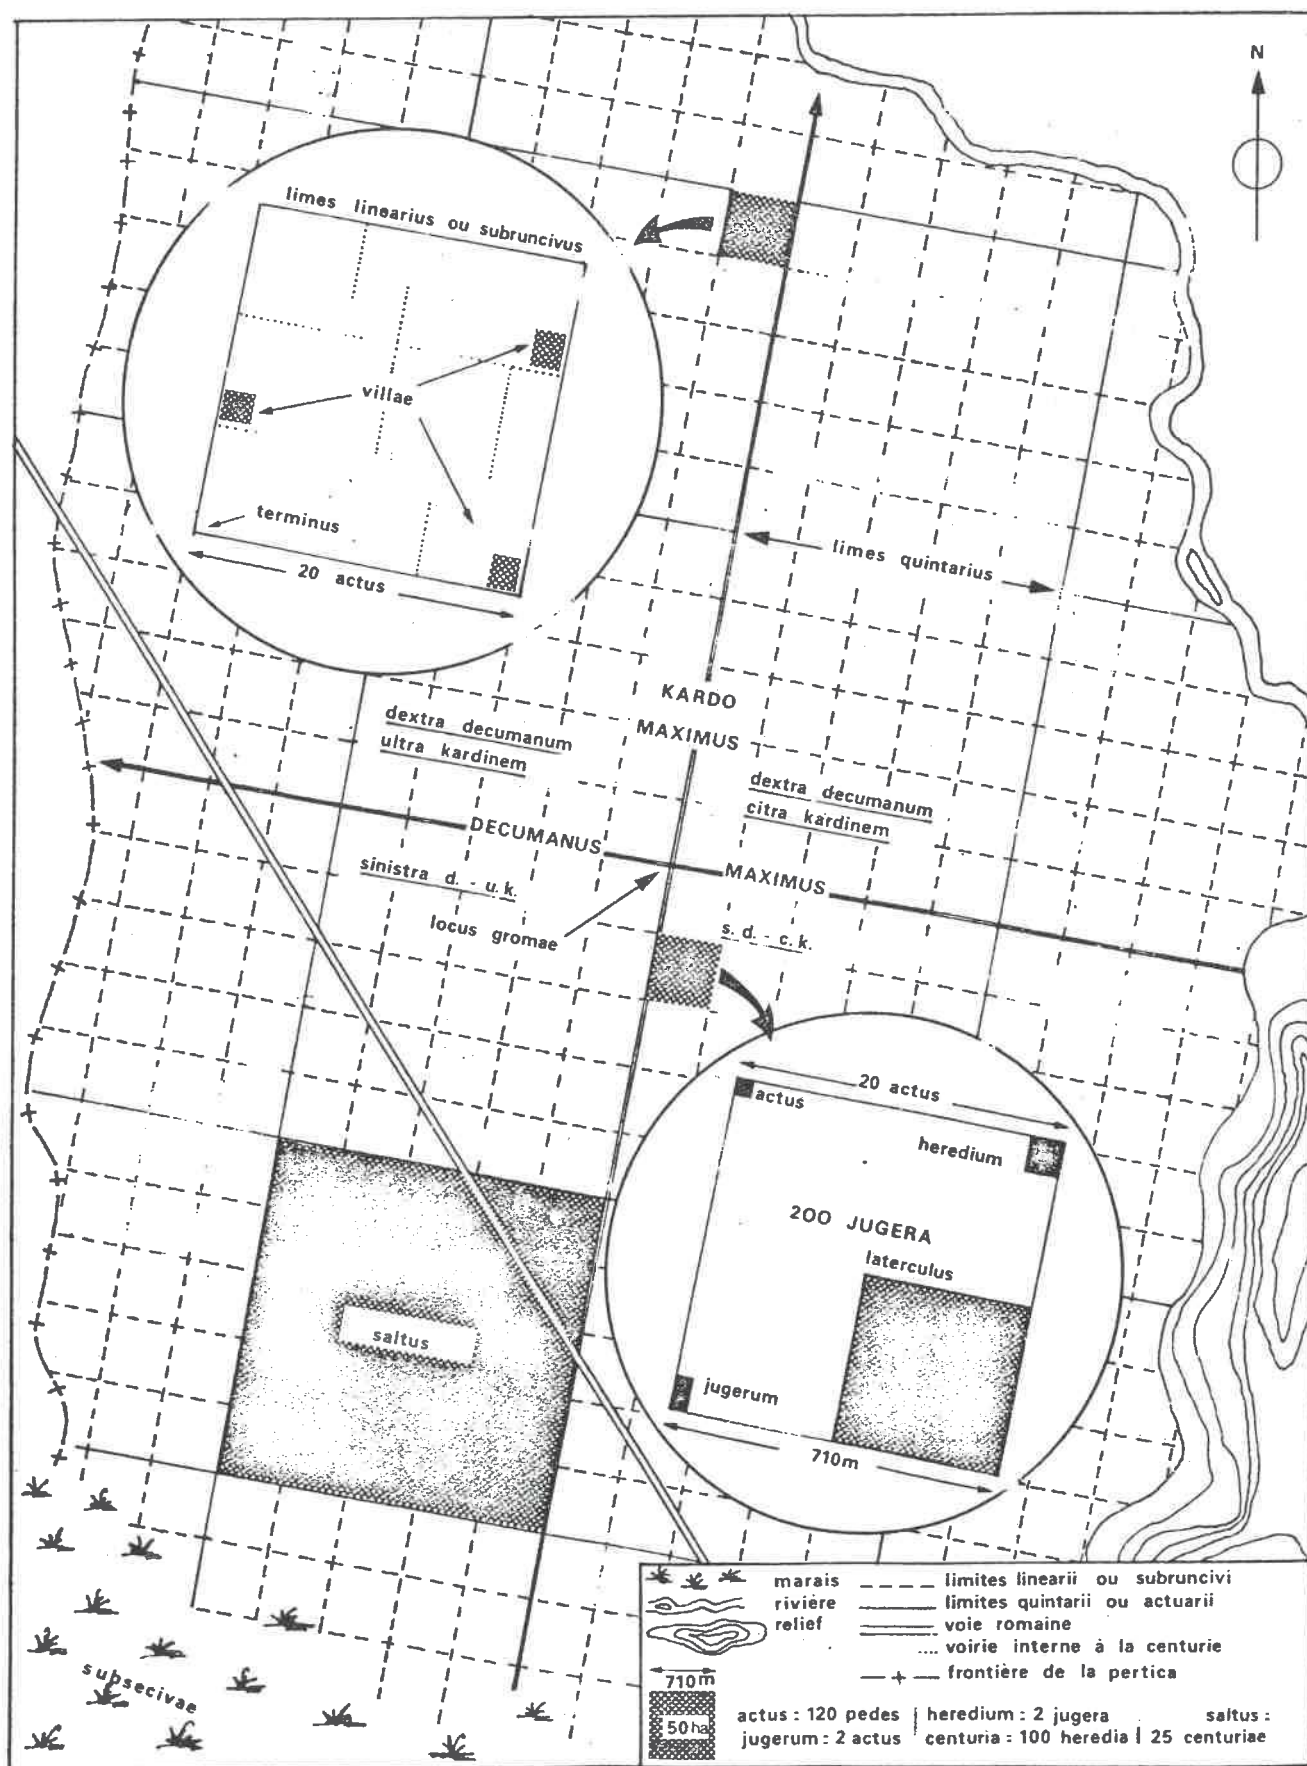 N
limes linearius ou subruncivus
villae
terminus
20 actus
limes quintarius
KARDO
MAXIMUS
dextra decumanum
ultra kardinem
dextra decumanum
citra kardinem
DECUMANUS
MAXIMUS
sinistra d. - u.k.
locus gromae
s. d. - c. k.
20 actus
actus
heredium
200 JUGERA
laterculus
saltus
jugerum
710m
subsecivae
marais
rivière
relief
710m
50 ha
limites linearii ou subruncivi
limites quintarii ou actuarii
voie romaine
voirie interne à la centurie
frontière de la pertica
actus : 120 pedes
jugerum : 2 actus
heredium : 2 jugera
centuria : 100 heredia
saltus :
25 centuriae